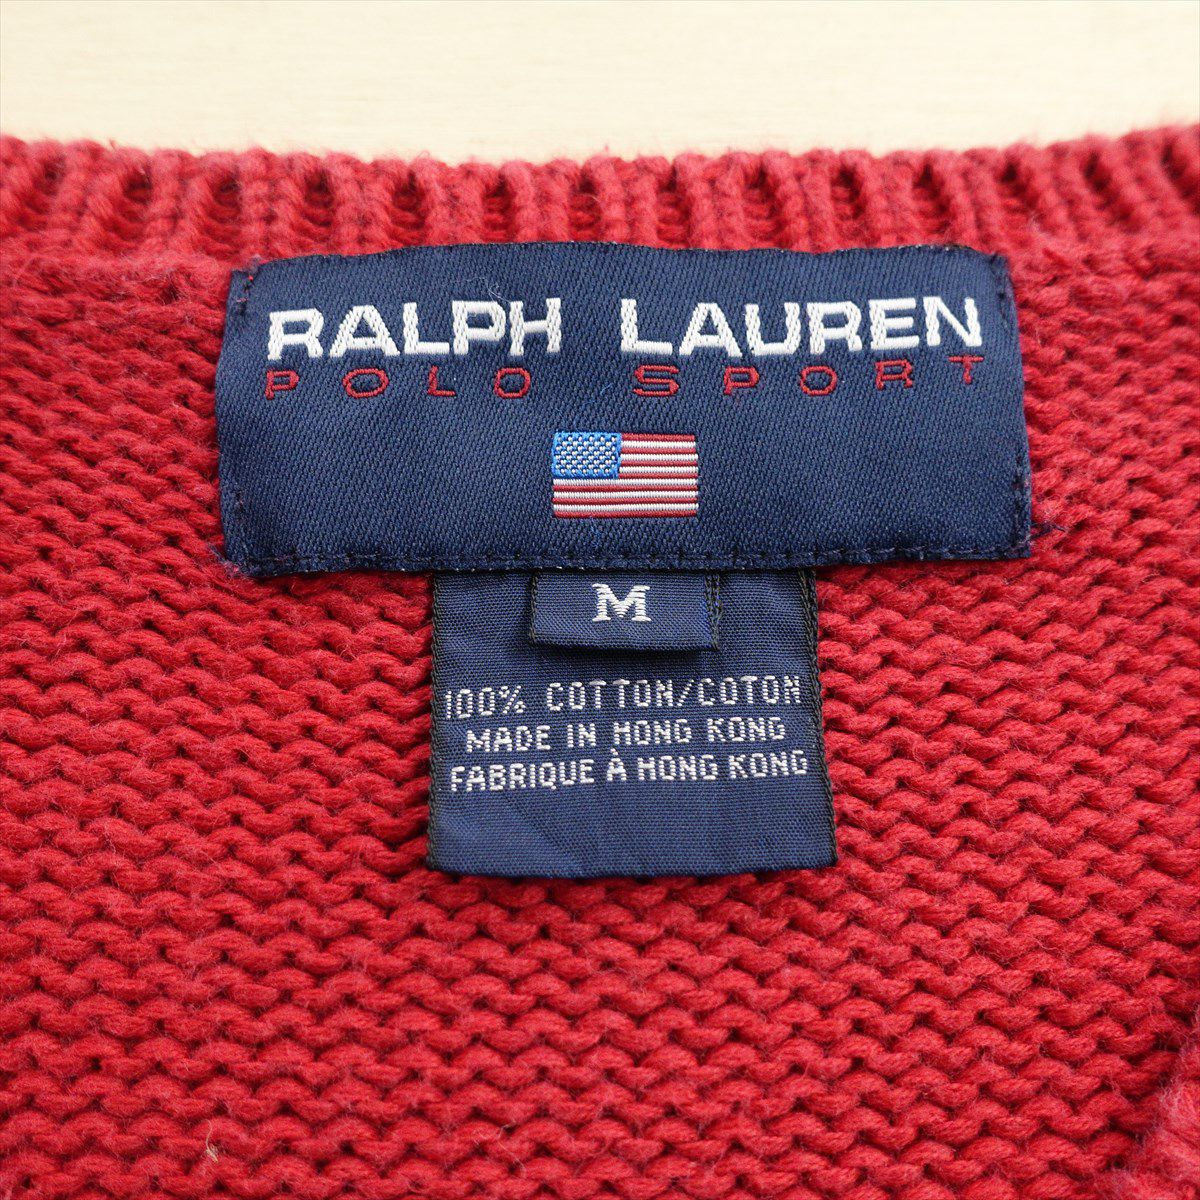 RALPH LAUREN
POLO SPORT
M
100% COTTON/COTON
MADE IN HONG KONG
FABRIQUE À HONG KONG